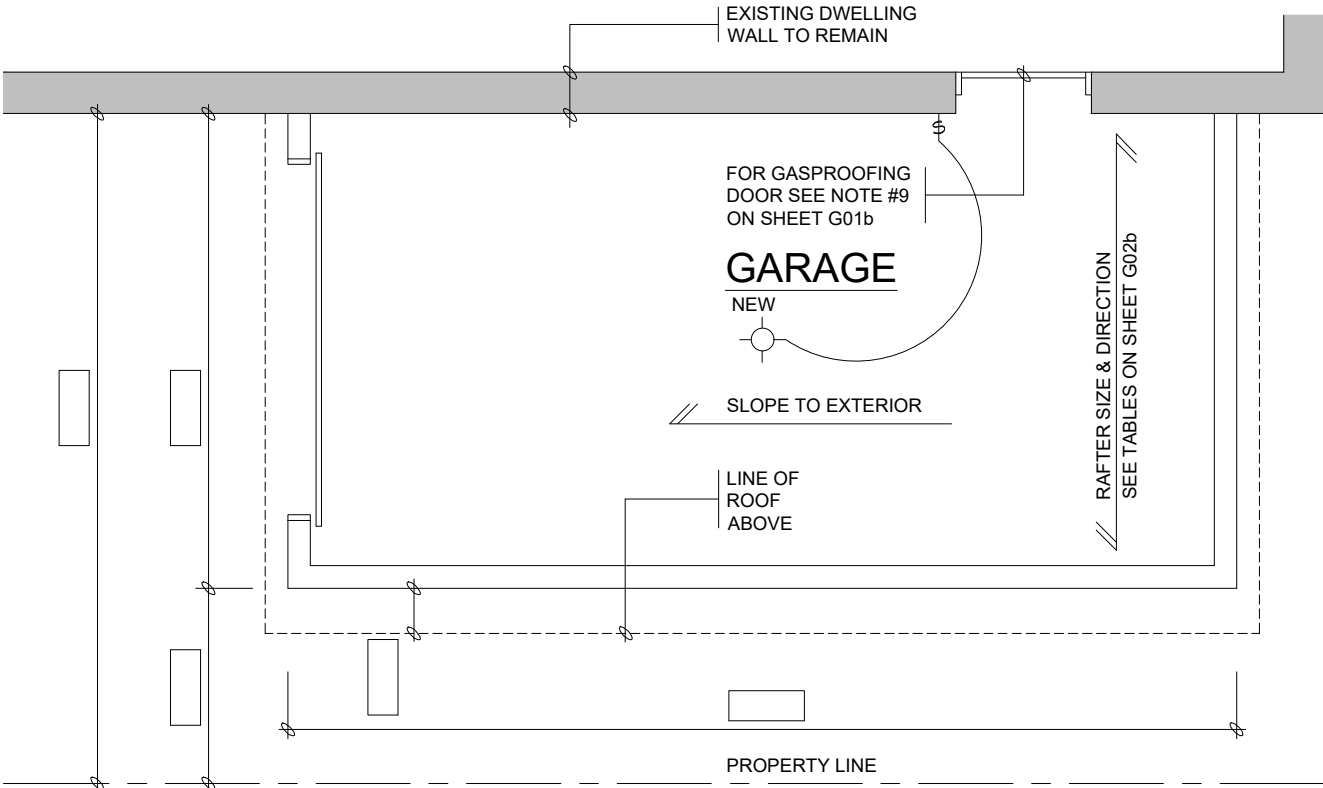 EXISTING DWELLING
WALL TO REMAIN
$
FOR GASPROOFING
DOOR SEE NOTE #9
ON SHEET G01b
GARAGE
NEW
RAFTER SIZE & DIRECTION
SEE TABLES ON SHEET G02b
SLOPE TO EXTERIOR
LINE OF
ROOF
ABOVE
PROPERTY LINE